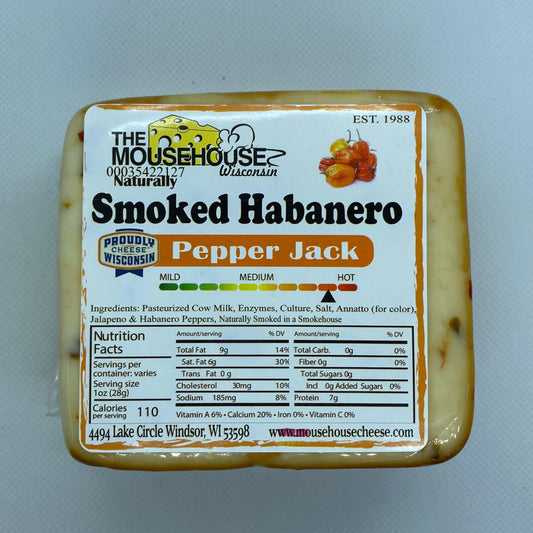 EST. 1988
THE
MOUSEHOUSE
00035422127
Naturally
Wisconsin
Smoked Habanero
PROUDLY
CHEESE
WISCONSIN
Pepper Jack
MILD MEDIUM HOT
Ingredients: Pasteurized Cow Milk, Enzymes, Culture, Salt, Annatto (for color),
Jalapeno & Habanero Peppers, Naturally Smoked in a Smokehouse
Nutrition
Facts
Servings per
container: varies
Serving size
1oz (28g)
Calories
per serving 110
Amount/serving % DV
Total Fat 9g 14%
Sat. Fat 6g 30%
Trans Fat 0 g
Cholesterol 30mg 10%
Sodium 185mg 8%
Amount/serving % DV
Total Carb. 0g 0%
Fiber 0g 0%
Total Sugars 0g
Incl 0g Added Sugars 0%
Protein 7g
Vitamin A 6% • Calcium 20% • Iron 0% • Vitamin C 0%
4494 Lake Circle Windsor, WI 53598 www.mousehousecheese.com